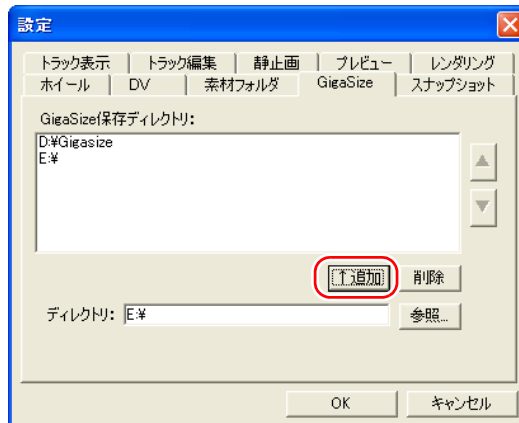 設定
トラック表示 トラック編集 静止画 プレビュー レンダリング
ホイール DV 素材フォルダ GigaSize スナップショット
GigaSize保存ディレクトリ:
D:¥Gigasize
E:¥
↑追加 削除
ディレクトリ: E:¥ 参照...
OK キャンセル